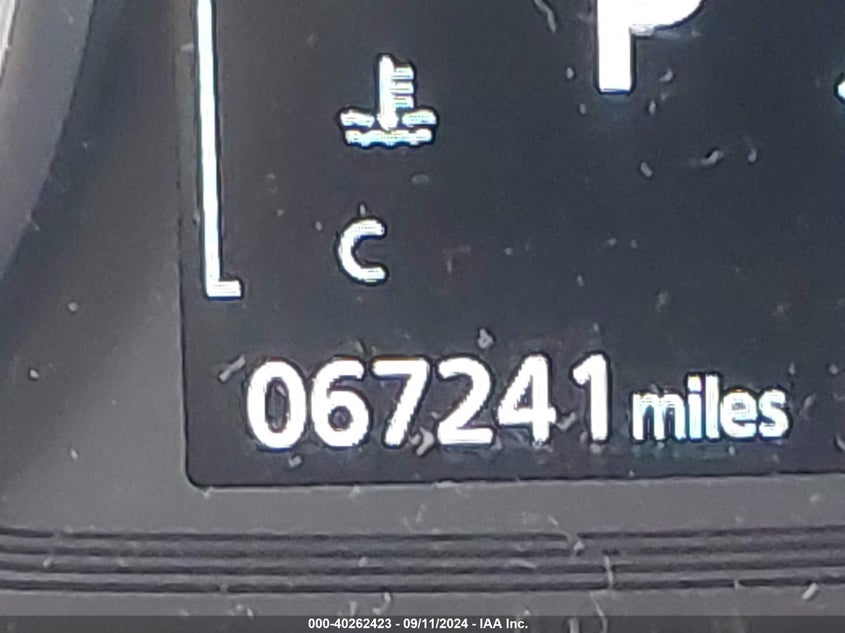 P
C
067241 miles
000-40262423 - 09/11/2024 - IAA Inc.